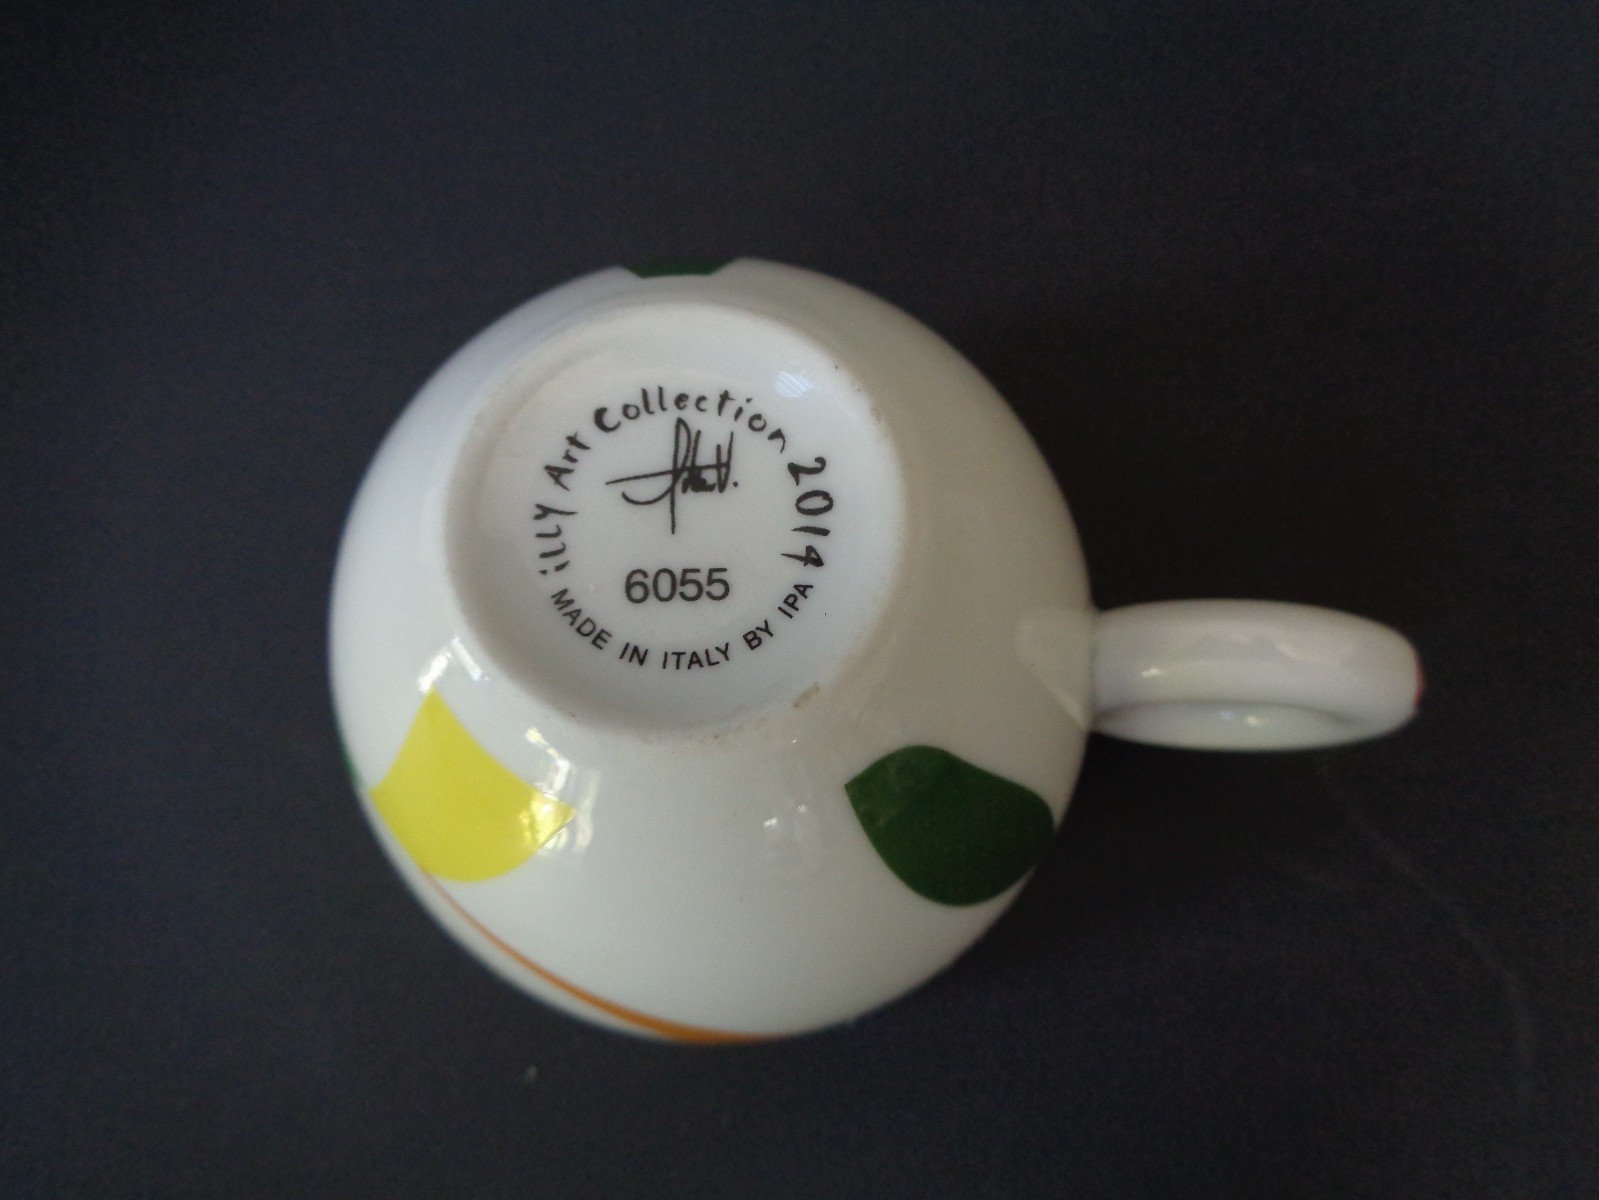 illy Art Collection 2014
6055
MADE IN ITALY BY IPA